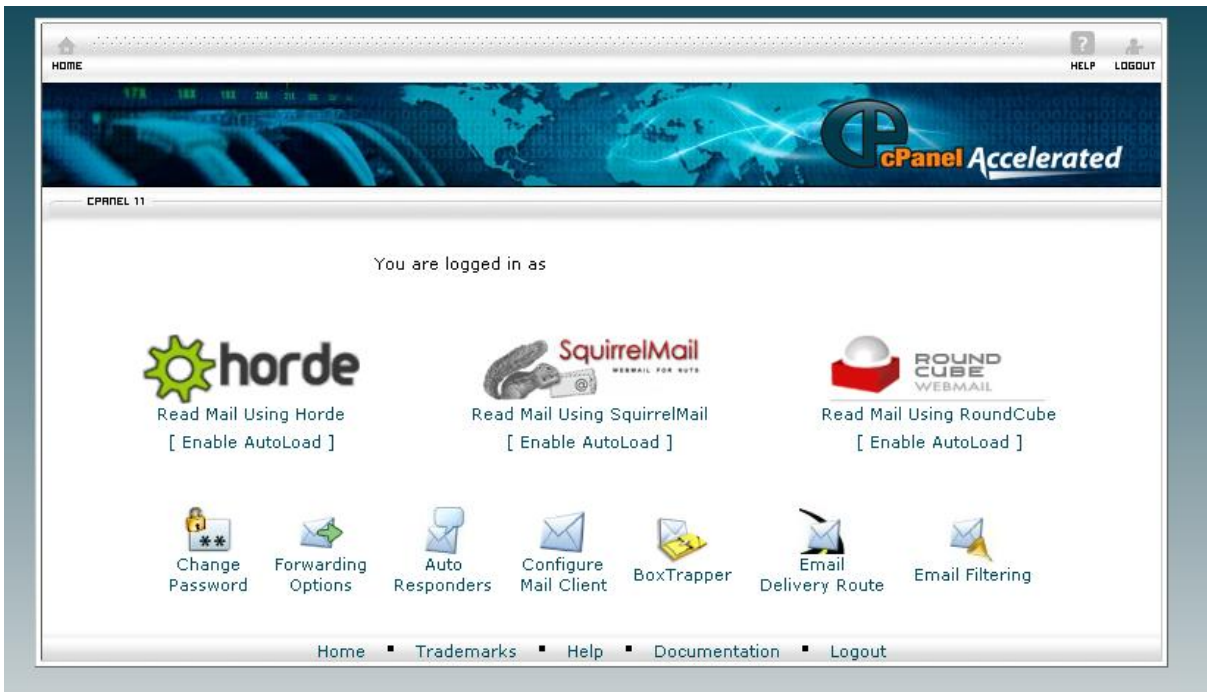 HOME
? HELP LOGOUT
cPanel Accelerated
CPANEL 11
You are logged in as
horde
SquirrelMail
WEBMAIL FOR NUTS
ROUND
CUBE
WEBMAIL
Read Mail Using Horde
Read Mail Using SquirrelMail
Read Mail Using RoundCube
[ Enable AutoLoad ]
[ Enable AutoLoad ]
[ Enable AutoLoad ]
Change
Password
Forwarding
Options
Auto
Responders
Configure
Mail Client
BoxTrapper
Email
Delivery Route
Email Filtering
Home ▪ Trademarks ▪ Help ▪ Documentation ▪ Logout